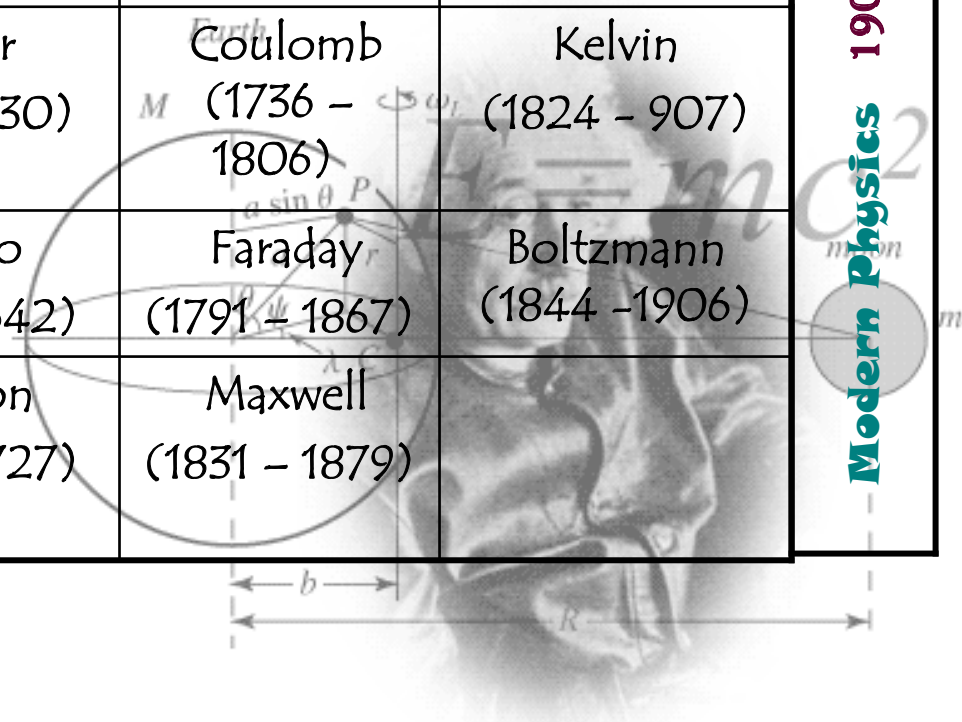 r
Coulomb
Kelvin
30)
(1736 –
1806)
(1824 - 907)
o
Faraday
Boltzmann
42)
(1791 – 1867)
(1844 -1906)
on
Maxwell
727)
(1831 – 1879)
Modern Physics 190
Earth
M
ω
E = mc²
a sin θ
P
r
θ
ψ
λ
C
moon
m
b
R